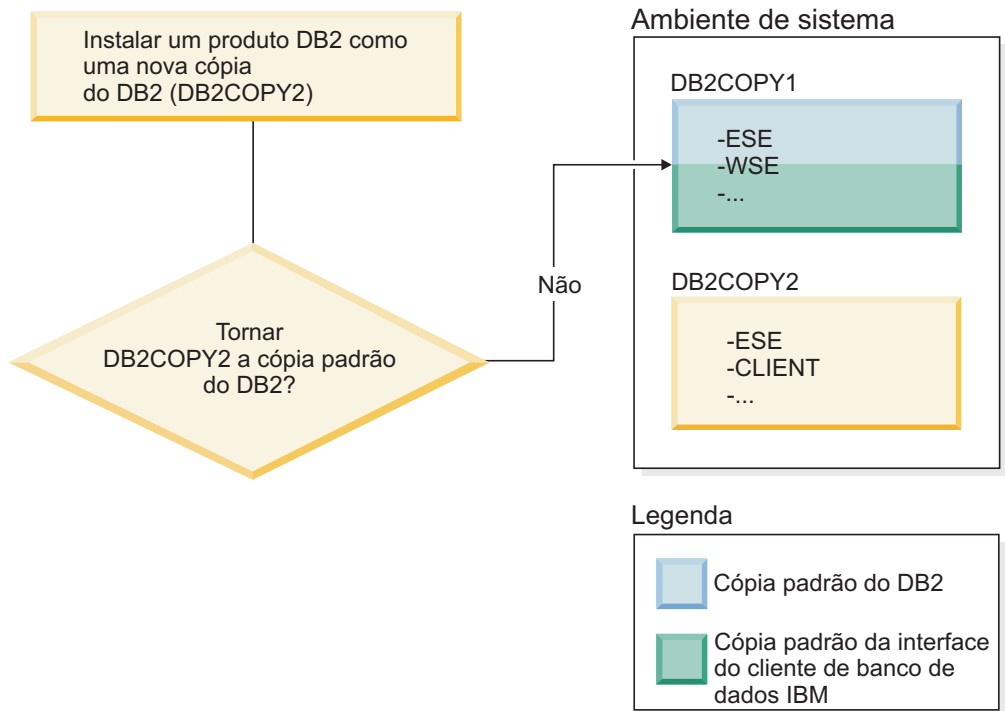 Instalar um produto DB2 como
uma nova cópia
do DB2 (DB2COPY2)
Tornar
DB2COPY2 a cópia padrão
do DB2?
Não
Ambiente de sistema
DB2COPY1
-ESE
-WSE
-...
DB2COPY2
-ESE
-CLIENT
-...
Legenda
Cópia padrão do DB2
Cópia padrão da interface
do cliente de banco de
dados IBM